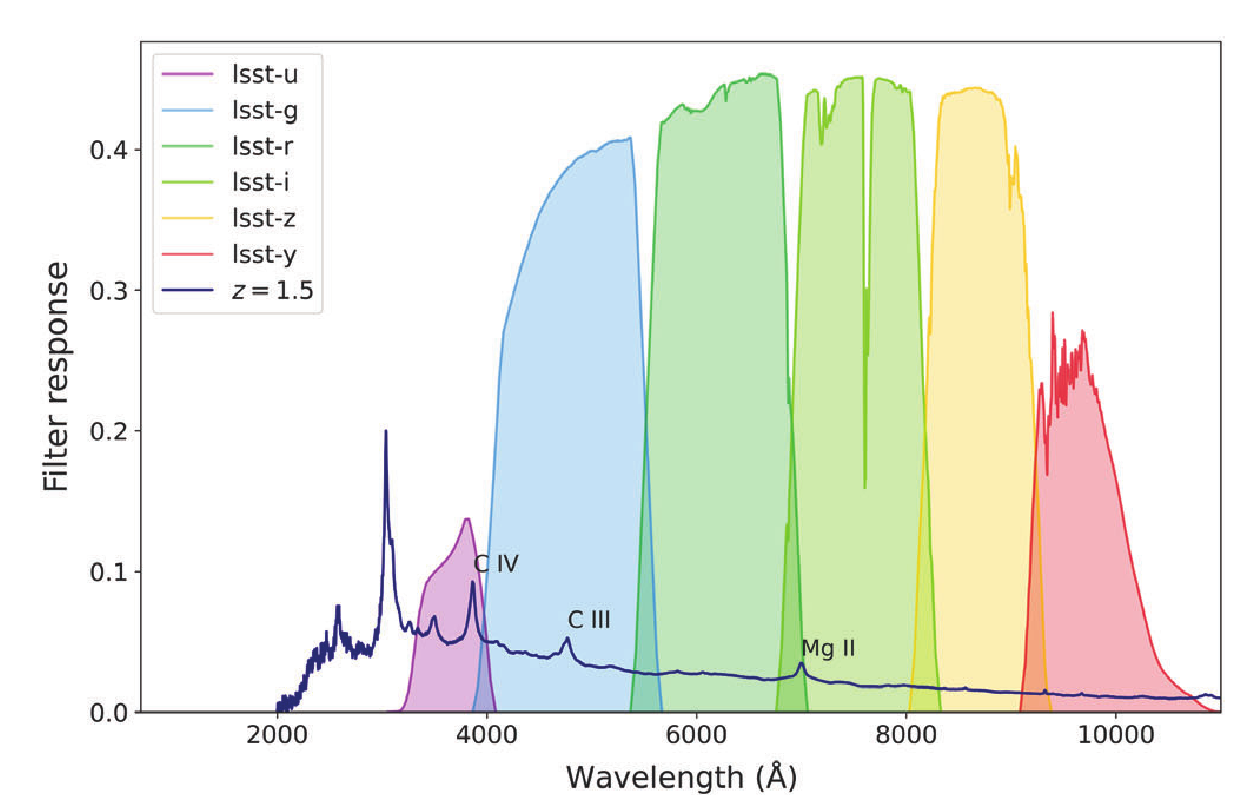 lsst-u
lsst-g
lsst-r
lsst-i
lsst-z
lsst-y
z = 1.5
0.4
0.3
0.2
0.1
0.0
Filter response
C IV
C III
Mg II
2000 4000 6000 8000 10000
Wavelength (Å)